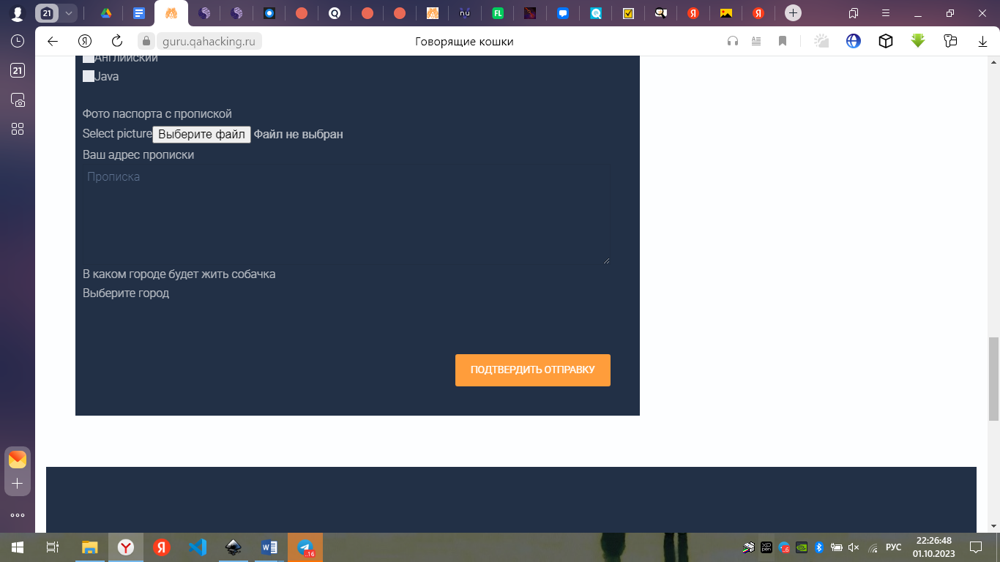 21
FL
nu
guru.qahacking.ru
Говорящие кошки
21
Английский
Java
Фото паспорта с пропиской
Select picture Выберите файл Файл не выбран
Ваш адрес прописки
Прописка
В каком городе будет жить собачка
Выберите город
ПОДТВЕРДИТЬ ОТПРАВКУ
РУС
22:26:48
01.10.2023